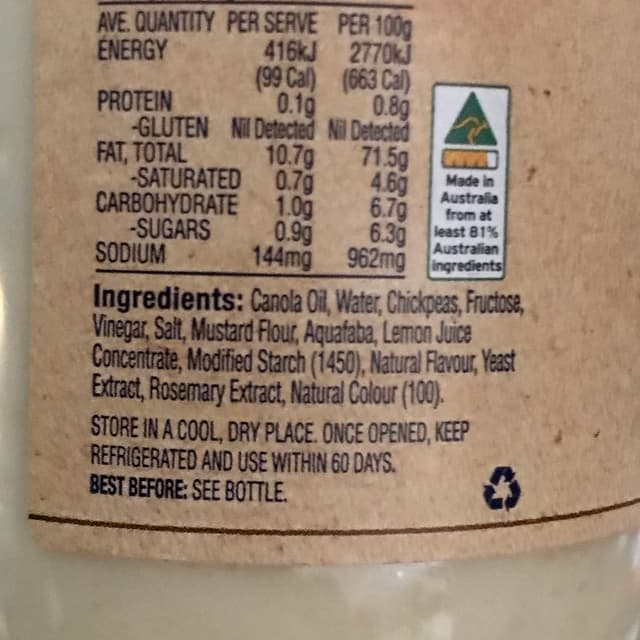 AVE. QUANTITY PER SERVE PER 100g
ENERGY 416kJ 2770kJ
(99 Cal) (663 Cal)
PROTEIN 0.1g 0.8g
-GLUTEN Nil Detected Nil Detected
FAT, TOTAL 10.7g 71.5g
-SATURATED 0.7g 4.6g
CARBOHYDRATE 1.0g 6.7g
-SUGARS 0.9g 6.3g
SODIUM 144mg 962mg
Made in
Australia
from at
least 81%
Australian
ingredients
Ingredients: Canola Oil, Water, Chickpeas, Fructose,
Vinegar, Salt, Mustard Flour, Aquafaba, Lemon Juice
Concentrate, Modified Starch (1450), Natural Flavour, Yeast
Extract, Rosemary Extract, Natural Colour (100).
STORE IN A COOL, DRY PLACE. ONCE OPENED, KEEP
REFRIGERATED AND USE WITHIN 60 DAYS.
BEST BEFORE: SEE BOTTLE.